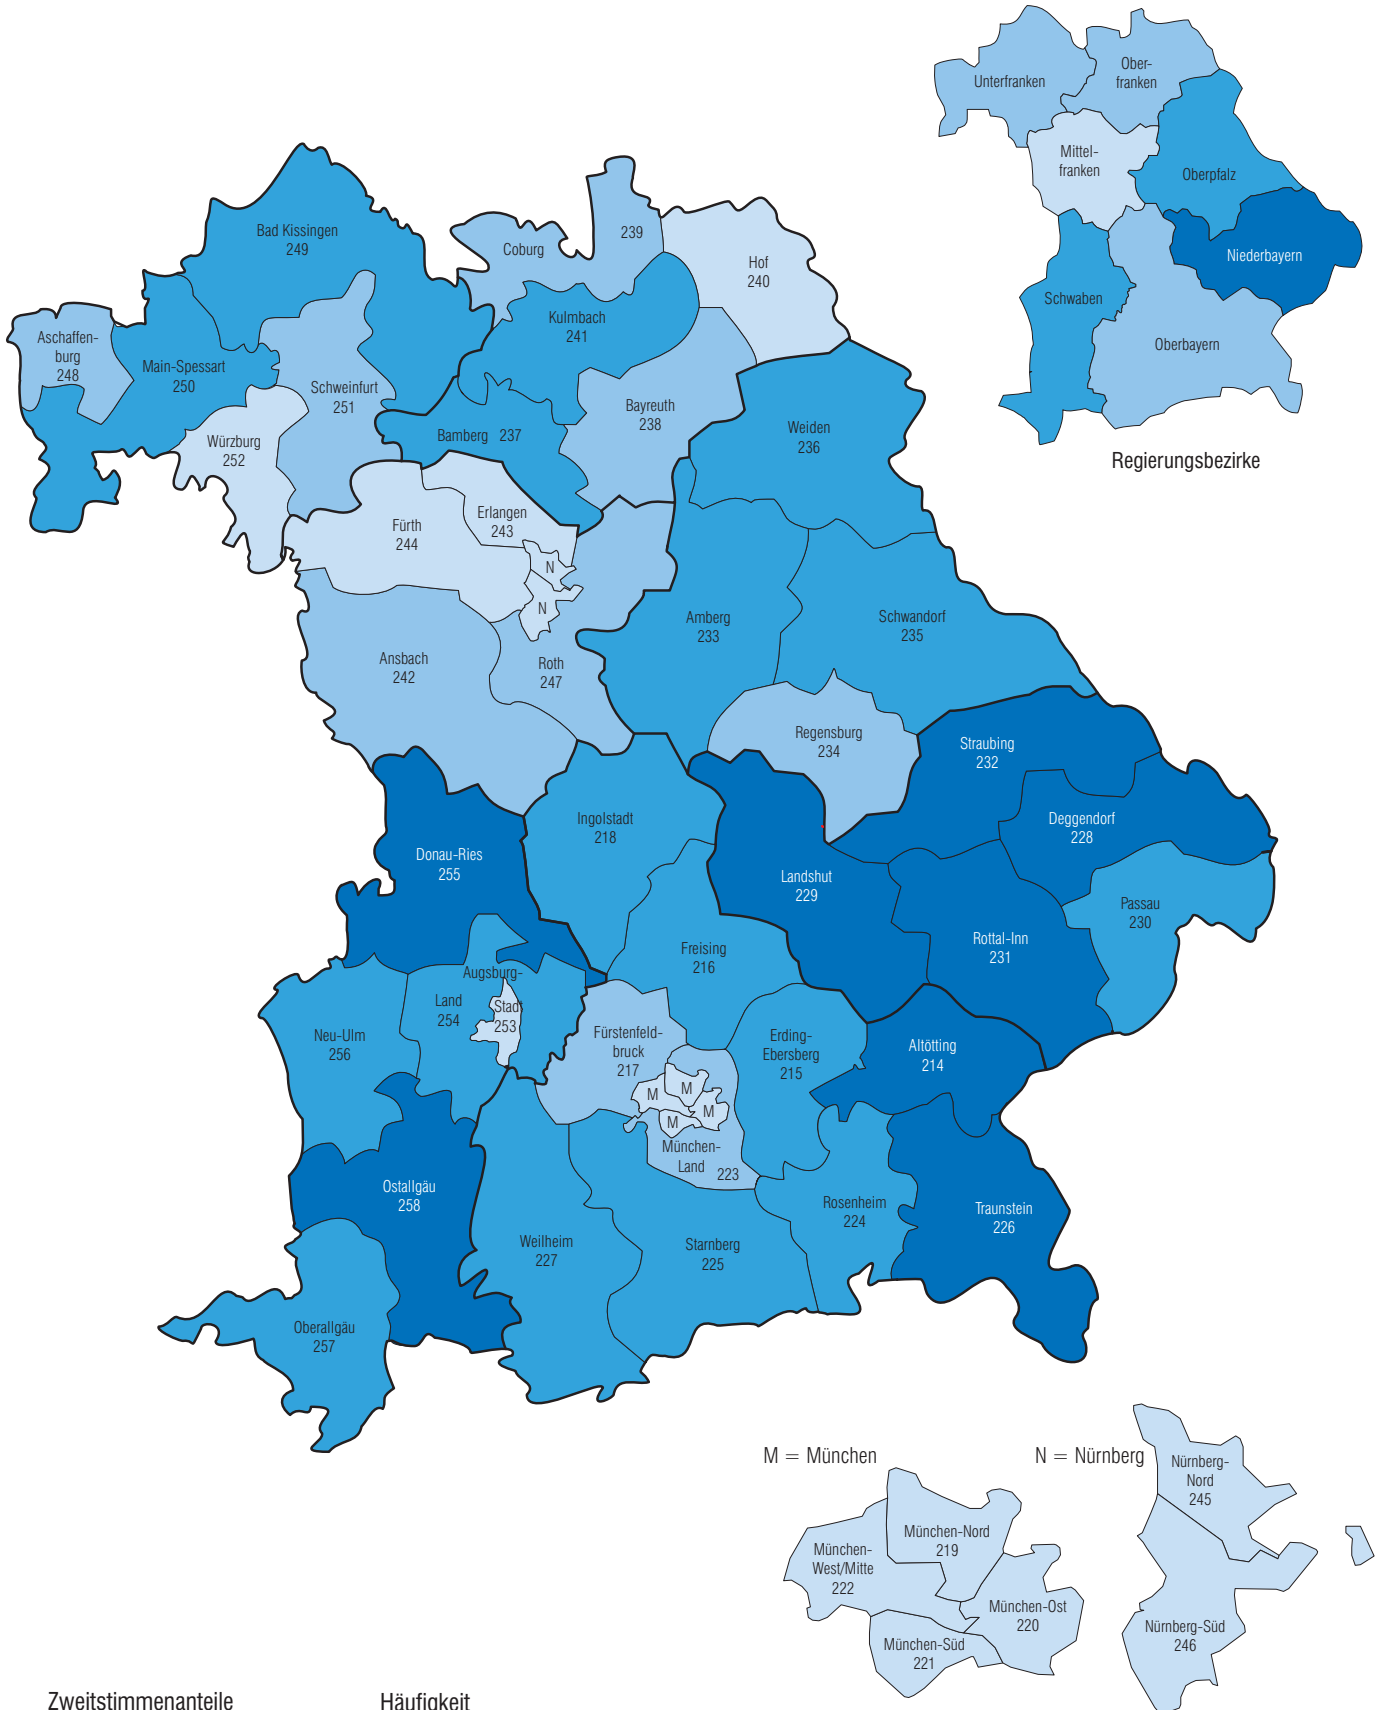 Unterfranken
Ober-
franken
Mittel-
franken
Oberpfalz
Niederbayern
Schwaben
Oberbayern
Regierungsbezirke
Bad Kissingen
249
Coburg
239
Hof
240
Aschaffen-
burg
248
Main-Spessart
250
Kulmbach
241
Schweinfurt
251
Bayreuth
238
Würzburg
252
Bamberg 237
Weiden
236
Fürth
244
Erlangen
243
N
N
Ansbach
242
Roth
247
Amberg
233
Schwandorf
235
Regensburg
234
Straubing
232
Deggendorf
228
Ingolstadt
218
Donau-Ries
255
Landshut
229
Passau
230
Rottal-Inn
231
Freising
216
Augsburg-
Land
254
Stadt
253
Neu-Ulm
256
Fürstenfeld-
bruck
217
Erding-
Ebersberg
215
Altötting
214
M
M
M
M
München-
Land 223
Ostallgäu
258
Weilheim
227
Starnberg
225
Rosenheim
224
Traunstein
226
Oberallgäu
257
M = München
N = Nürnberg
München-Nord
219
München-
West/Mitte
222
München-Ost
220
München-Süd
221
Nürnberg-
Nord
245
Nürnberg-Süd
246
Zweitstimmenanteile
Häufigkeit